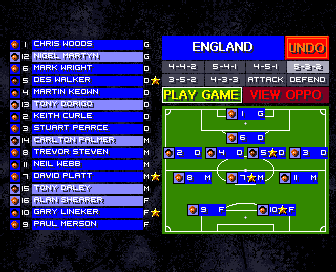 1 CHRIS WOODS G
12 NIGEL MARTYN G
6 MARK WRIGHT D
5 DES WALKER D
4 MARTIN KEOWN D
13 TONY DORIGO D
2 KEITH CURLE D
3 STUART PEARCE D
14 CARLTON PALMER M
8 TREVOR STEVEN M
11 NEIL WEBB M
7 DAVID PLATT M
15 TONY DALEY M
16 ALAN SHEARER F
10 GARY LINEKER F
9 PAUL MERSON F
ENGLAND UNDO
4-4-2 5-4-1 4-5-1 5-3-2
3-5-2 4-3-3 ATTACK DEFEND
PLAY GAME VIEW OPPO
1 G
6 D
2 D 4 D 5 D 3 D
8 M 7 M 11 M
9 F 10 F